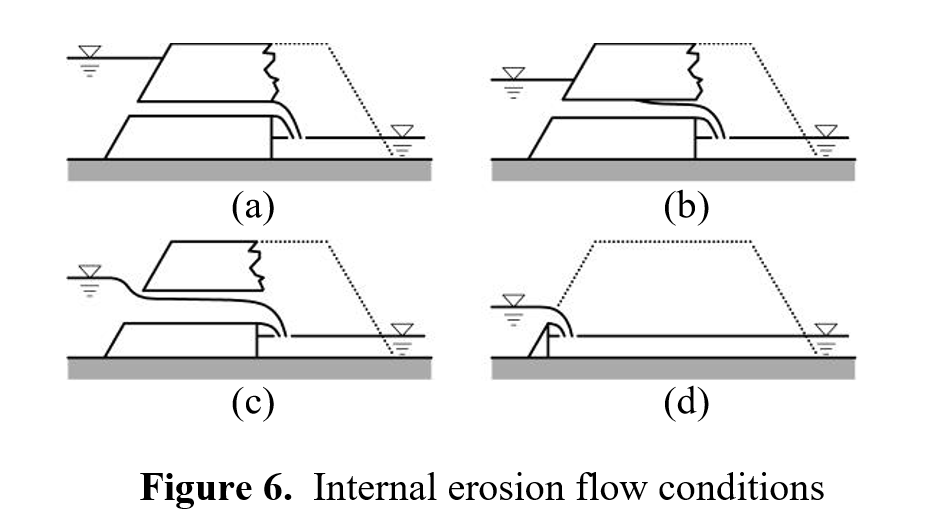 (a)
(b)
(c)
(d)
Figure 6. Internal erosion flow conditions